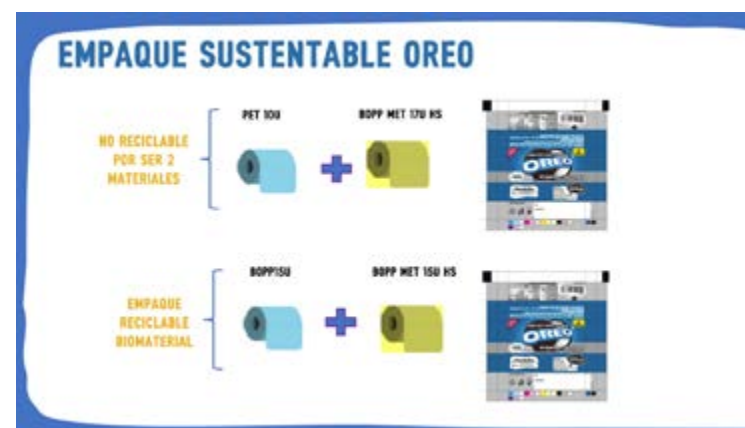 EMPAQUE SUSTENTABLE OREO
NO RECICLABLE
POR SER 2
MATERIALES
PET 10U
BOPP MET 17U HS
OREO
EMPAQUE
RECICLABLE
BIOMATERIAL
BOPP15U
BOPP MET 15U HS
OREO